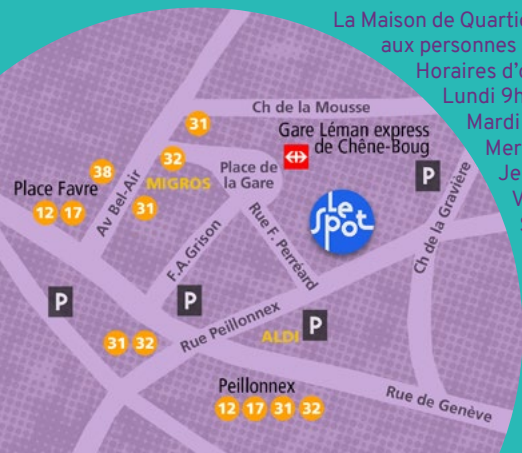 La Maison de Quartie
aux personnes
Horaires d'
Lundi 9h
Mardi
Mer
Je
V
Ch de la Mousse
31
Gare Léman express
de Chêne-Boug
32
38
MIGROS
Place de
la Gare
P
Place Favre
12 17
Av Bel-Air
31
le
spot
Ch de la Gravière
F.A.Grison
Rue F. Perréard
P
P
31 32
Rue Peillonnex
ALDI
P
Peillonnex
12 17 31 32
Rue de Genève